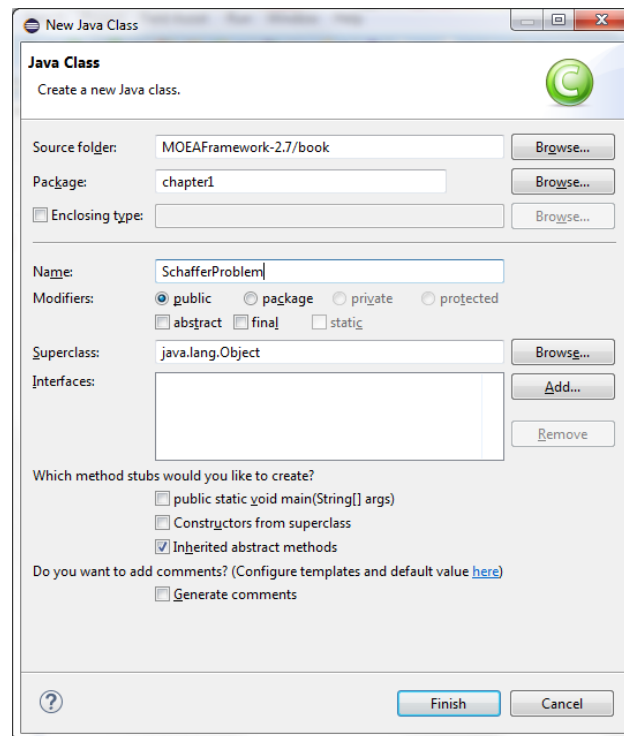 New Java Class
Java Class
Create a new Java class.
C
Source folder: MOEAFramework-2.7/book Browse...
Package: chapter1 Browse...
Enclosing type: Browse...
Name: SchafferProblem
Modifiers: public package private protected
abstract final static
Superclass: java.lang.Object Browse...
Interfaces: Add...
Remove
Which method stubs would you like to create?
public static void main(String[] args)
Constructors from superclass
Inherited abstract methods
Do you want to add comments? (Configure templates and default value here)
Generate comments
? Finish Cancel